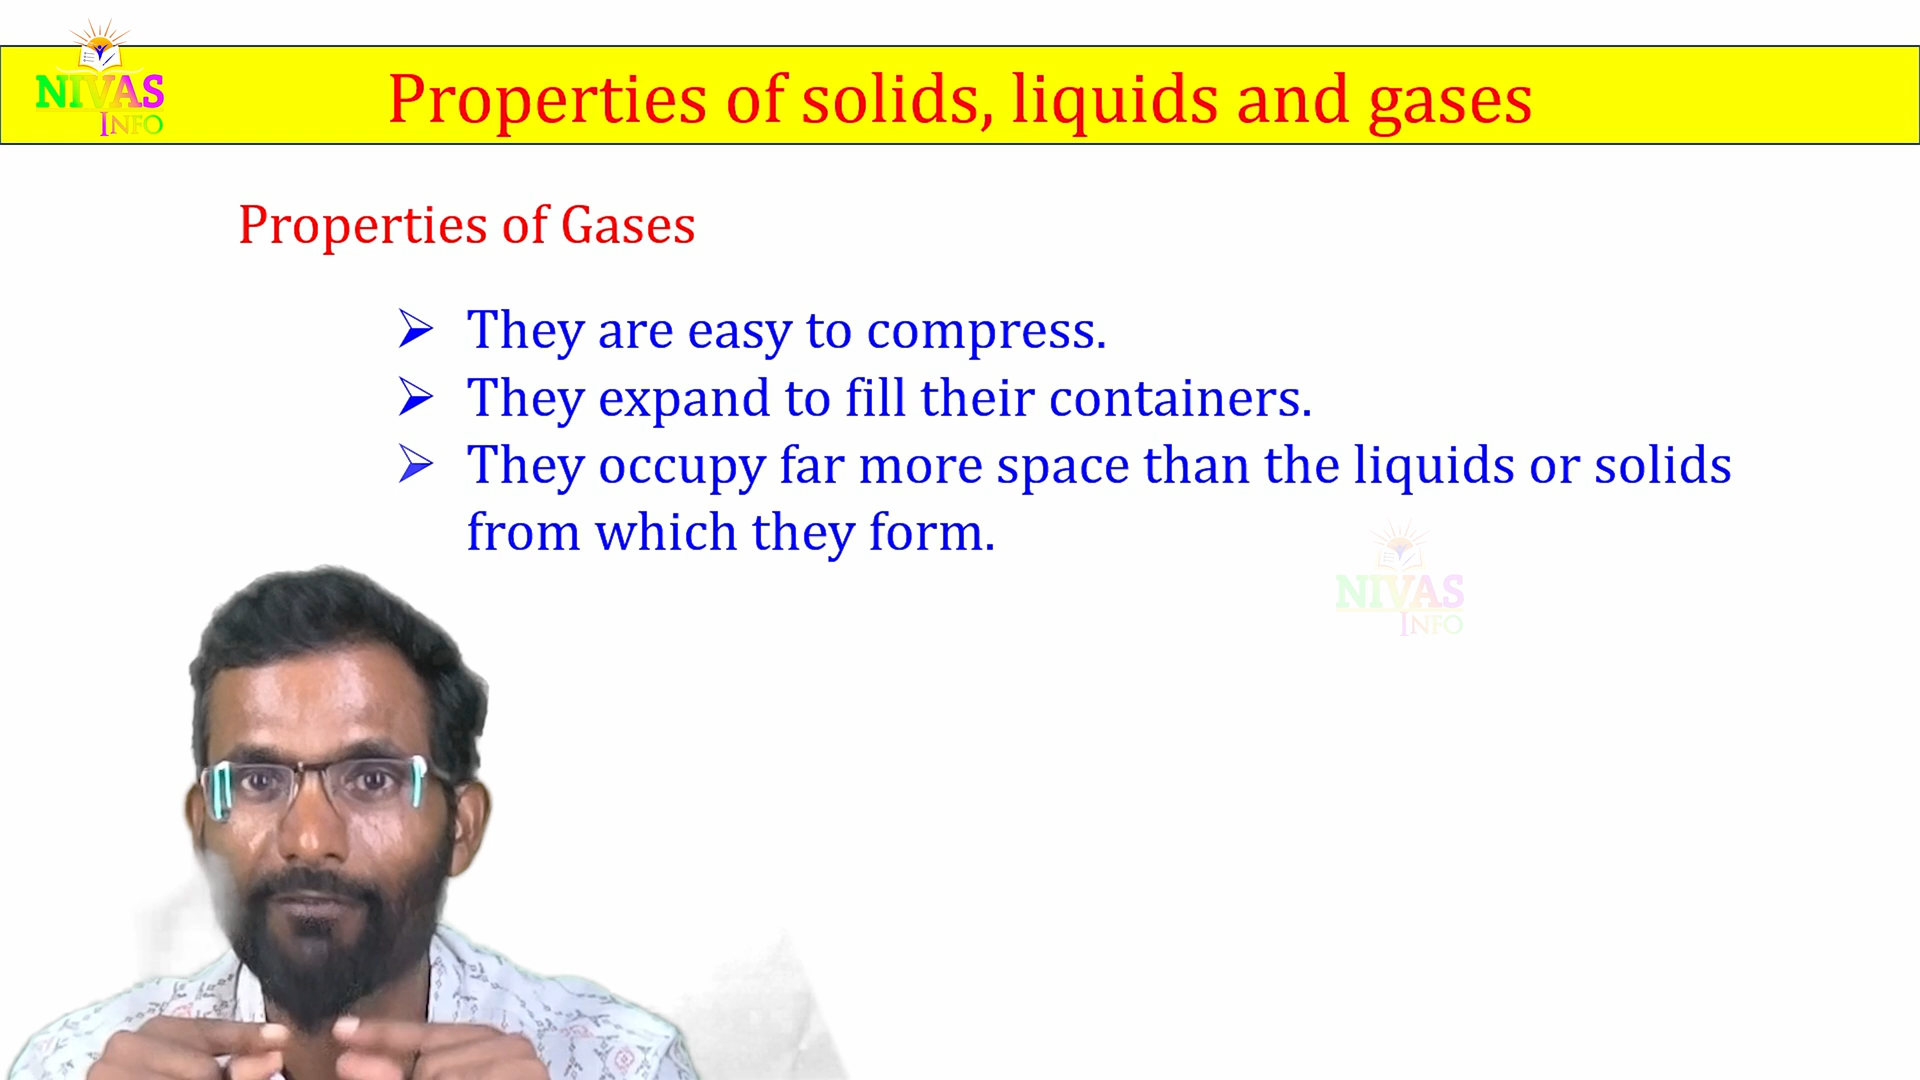 NIVAS
INFO
Properties of solids, liquids and gases
Properties of Gases
➢ They are easy to compress.
➢ They expand to fill their containers.
➢ They occupy far more space than the liquids or solids
from which they form.
NIVAS
INFO